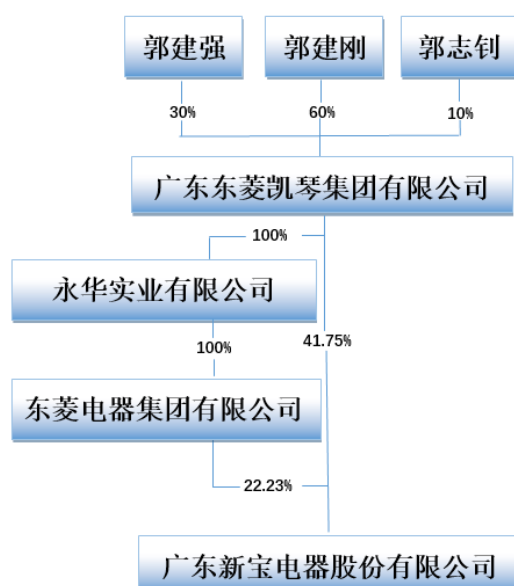 郭建强
郭建刚
郭志钊
30%
60%
10%
广东东菱凯琴集团有限公司
100%
永华实业有限公司
100%
41.75%
东菱电器集团有限公司
22.23%
广东新宝电器股份有限公司